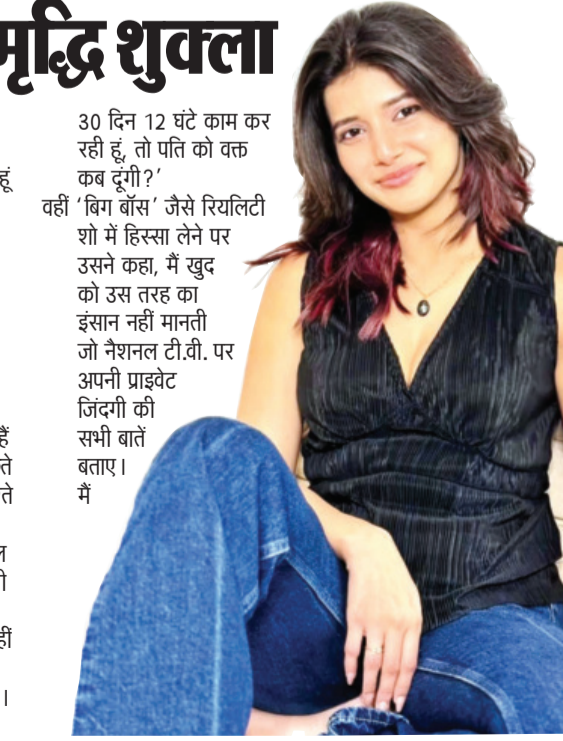 मृद्धि शुक्ला
हूं
हैं
ते
ते
हीं
।
30 दिन 12 घंटे काम कर
रही हूं, तो पति को वक्त
कब दूंगी?’
वहीं ‘बिग बॉस’ जैसे रियलिटी
शो में हिस्सा लेने पर
उसने कहा, मैं खुद
को उस तरह का
इंसान नहीं मानती
जो नैशनल टी.वी. पर
अपनी प्राइवेट
जिंदगी की
सभी बातें
बताए।
मैं